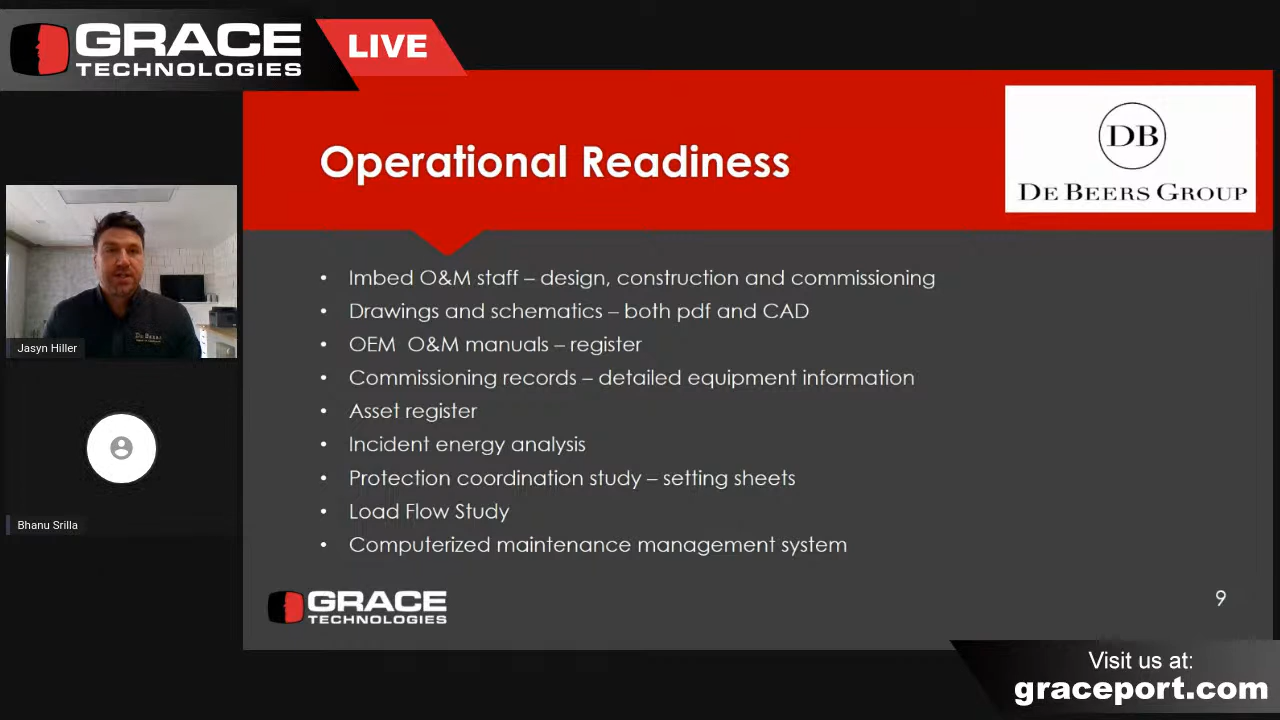 GRACE
TECHNOLOGIES
LIVE
Operational Readiness
DB
DE BEERS GROUP
• Imbed O&M staff – design, construction and commissioning
• Drawings and schematics – both pdf and CAD
• OEM  O&M manuals – register
• Commissioning records – detailed equipment information
• Asset register
• Incident energy analysis
• Protection coordination study – setting sheets
• Load Flow Study
• Computerized maintenance management system
Jasyn Hiller
Bhanu Srilla
GRACE
TECHNOLOGIES
9
Visit us at:
graceport.com